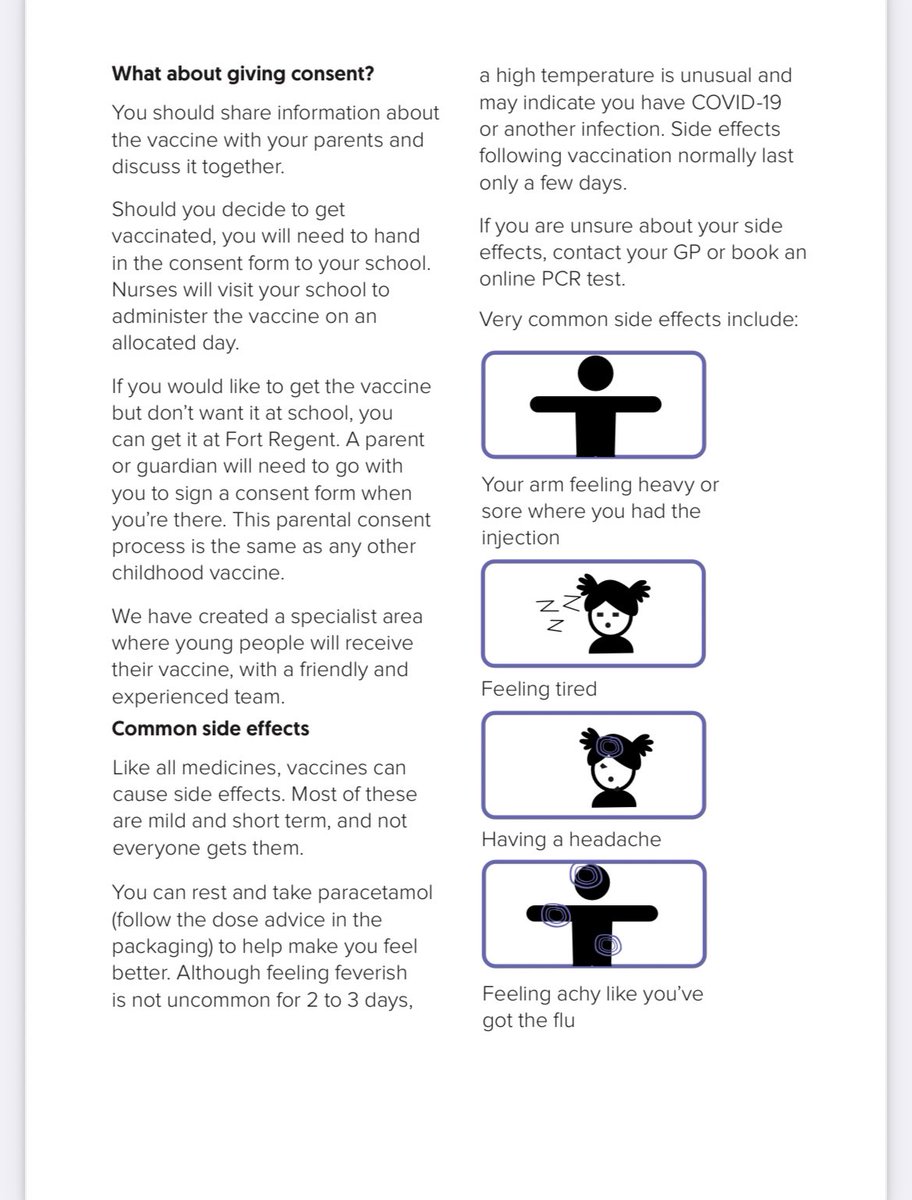 What about giving consent?
You should share information about
the vaccine with your parents and
discuss it together.
Should you decide to get
vaccinated, you will need to hand
in the consent form to your school.
Nurses will visit your school to
administer the vaccine on an
allocated day.
If you would like to get the vaccine
but don’t want it at school, you
can get it at Fort Regent. A parent
or guardian will need to go with
you to sign a consent form when
you’re there. This parental consent
process is the same as any other
childhood vaccine.
We have created a specialist area
where young people will receive
their vaccine, with a friendly and
experienced team.
Common side effects
Like all medicines, vaccines can
cause side effects. Most of these
are mild and short term, and not
everyone gets them.
You can rest and take paracetamol
(follow the dose advice in the
packaging) to help make you feel
better. Although feeling feverish
is not uncommon for 2 to 3 days,
a high temperature is unusual and
may indicate you have COVID-19
or another infection. Side effects
following vaccination normally last
only a few days.
If you are unsure about your side
effects, contact your GP or book an
online PCR test.
Very common side effects include:
Your arm feeling heavy or
sore where you had the
injection
Z Z
Z
Feeling tired
Having a headache
Feeling achy like you’ve
got the flu